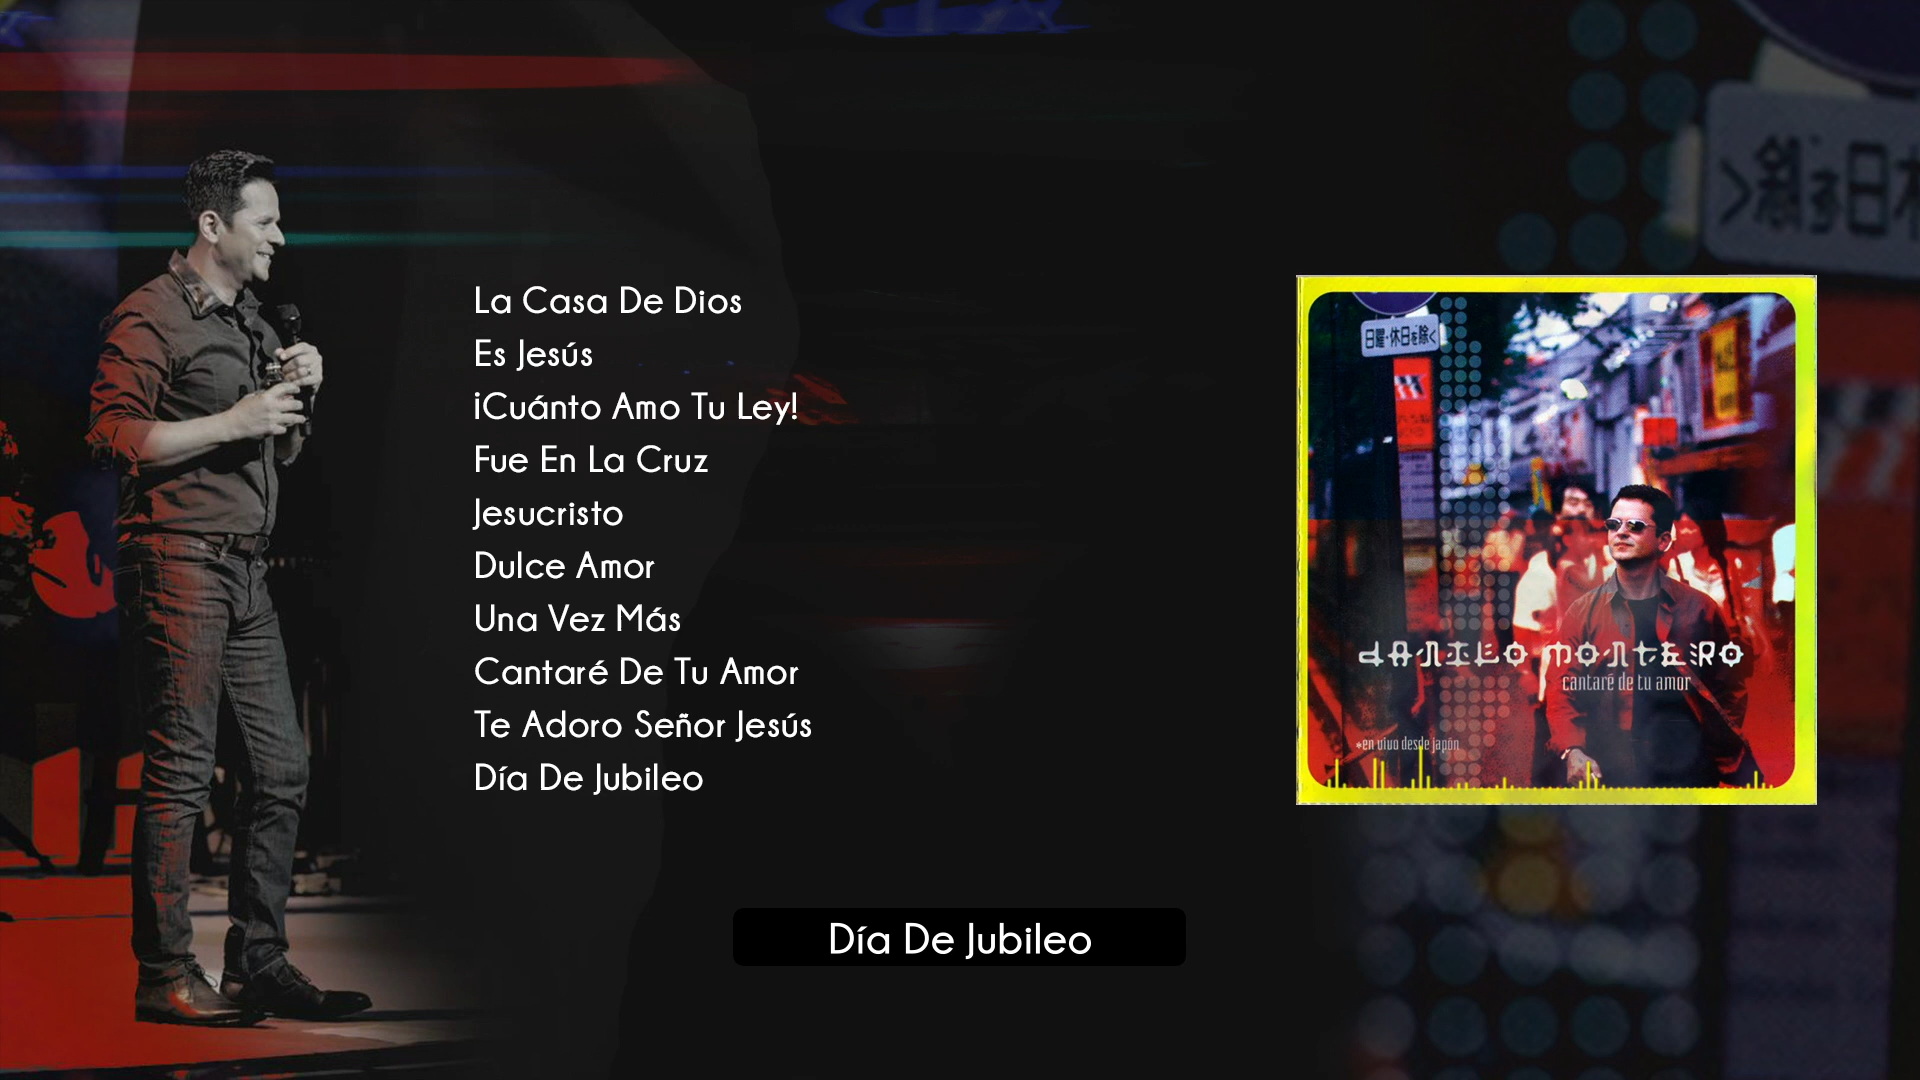 La Casa De Dios
Es Jesús
¡Cuánto Amo Tu Ley!
Fue En La Cruz
Jesucristo
Dulce Amor
Una Vez Más
Cantaré De Tu Amor
Te Adoro Señor Jesús
Día De Jubileo
日曜・休日を除く
DANILO MONTERO
cantaré de tu amor
*en vivo desde japón
Día De Jubileo